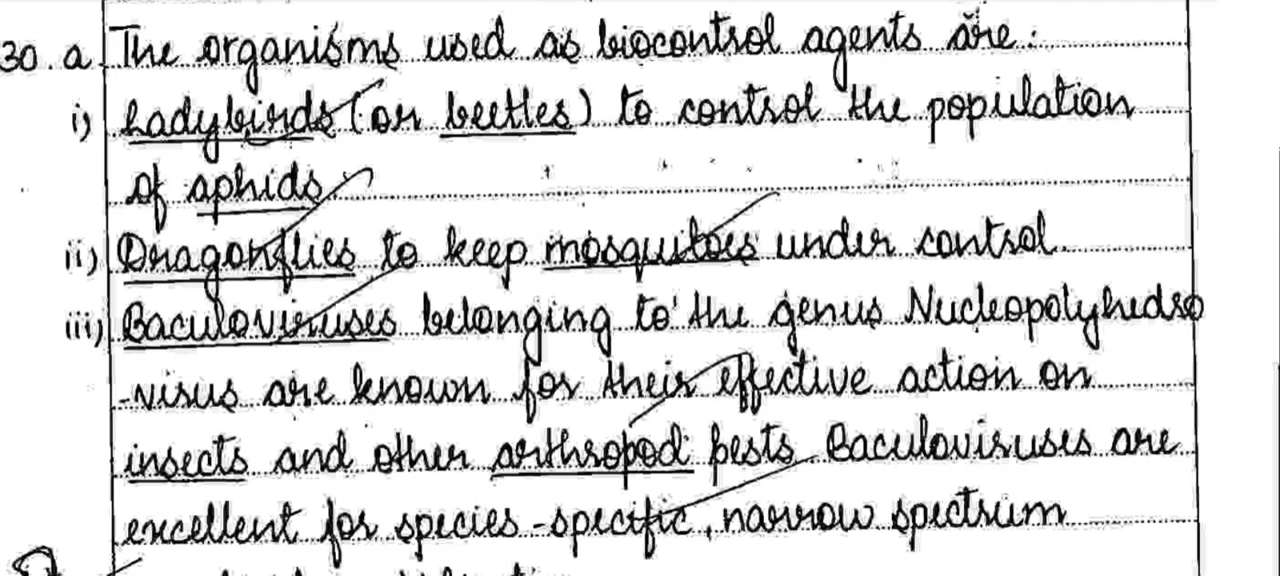 30. a. The organisms used as biocontrol agents are:
i) Ladybirds (or beetles) to control the population
of aphids
ii) Dragonflies to keep mosquitoes under control.
iii) Baculoviruses belonging to the genus Nucleopolyhedro
-virus are known for their effective action on
insects and other arthropod pests. Baculoviruses are
excellent for species-specific, narrow spectrum